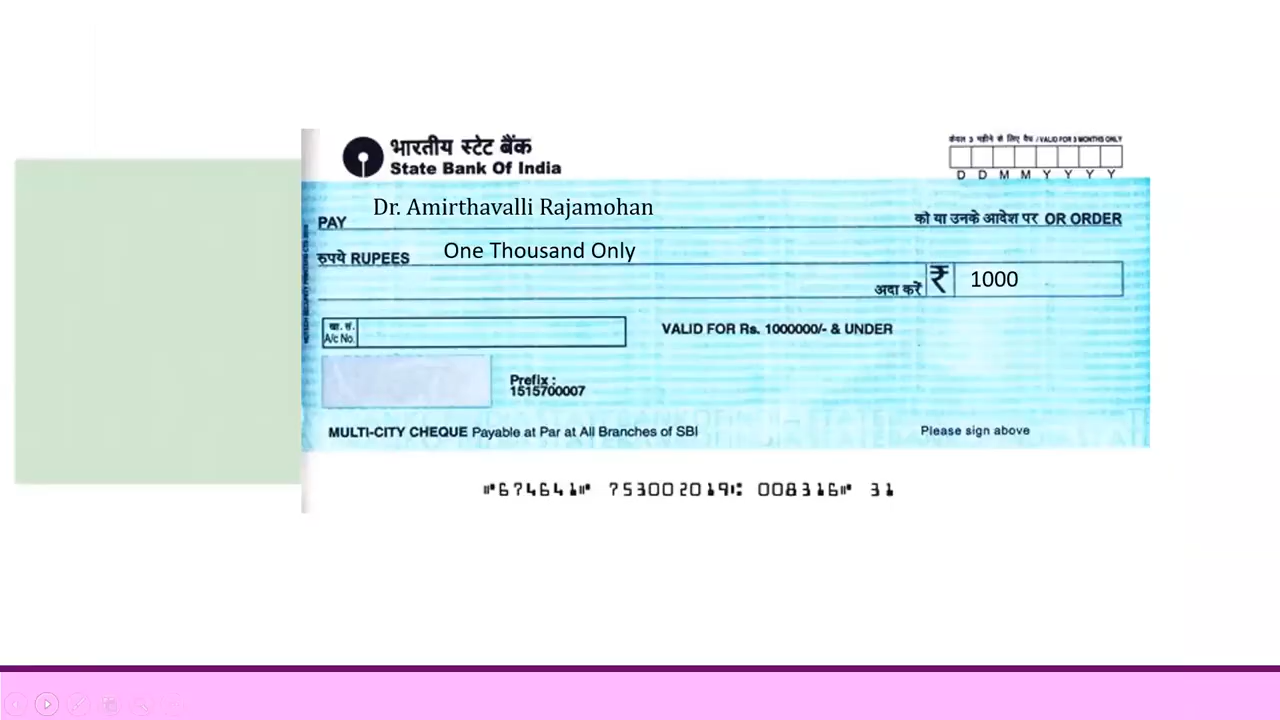 भारतीय स्टेट बैंक
State Bank Of India
केवल 3 महीने के लिए वैध / VALID FOR 3 MONTHS ONLY
D D M M Y Y Y Y
PAY Dr. Amirthavalli Rajamohan को या उनके आदेश पर OR ORDER
रुपये RUPEES One Thousand Only
अदा करें ₹ 1000
खा. सं.
A/c No.
VALID FOR Rs. 1000000/- & UNDER
Prefix :
1515700007
MULTI-CITY CHEQUE Payable at Par at All Branches of SBI
Please sign above
⑈674641⑈ 753002019⑆ 008316⑈ 31